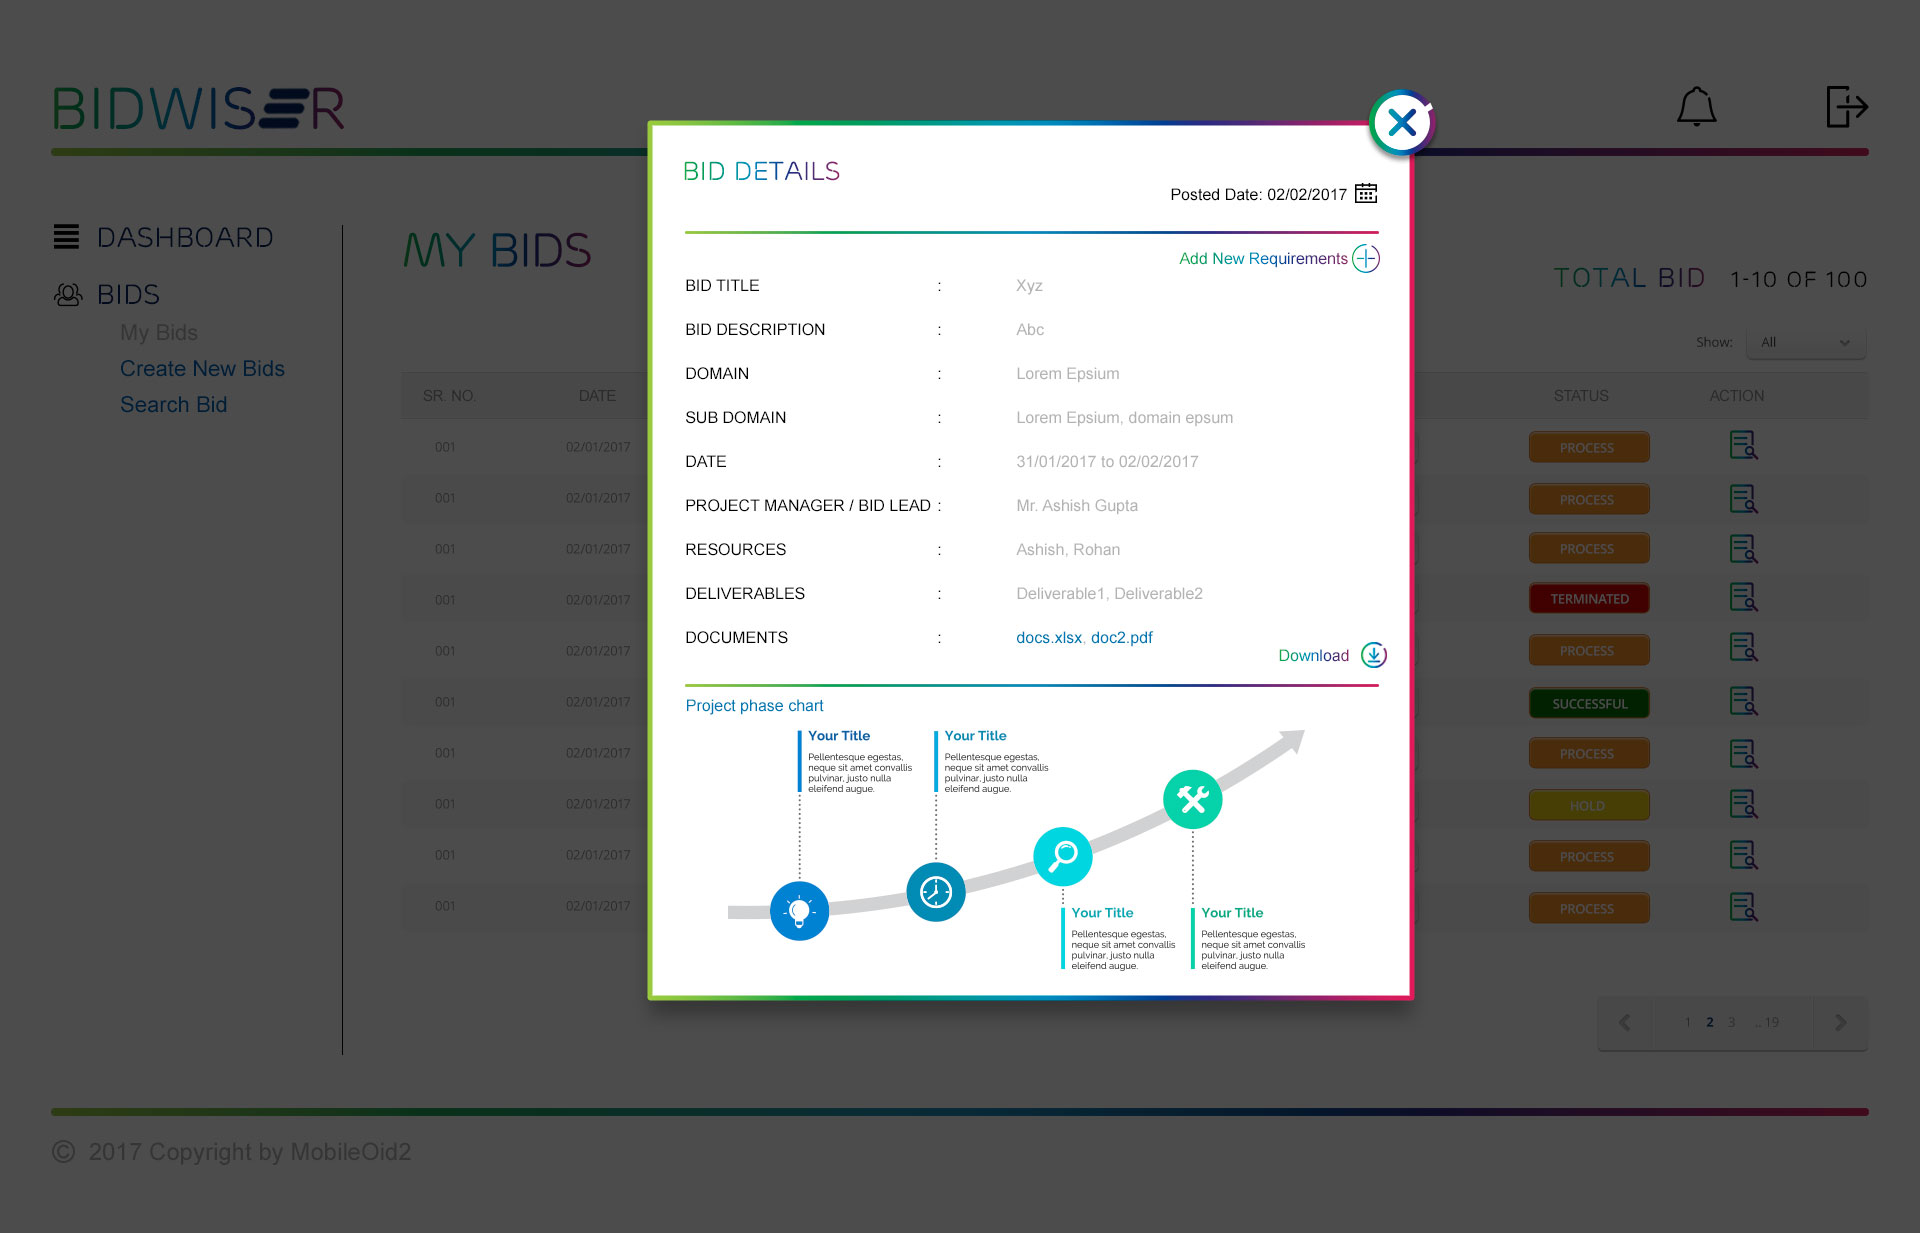 BIDWISER
DASHBOARD
BIDS
My Bids
Create New Bids
Search Bid
MY BIDS
TOTAL BID 1-10 OF 100
Show: All
SR. NO. DATE STATUS ACTION
001 02/01/2017 PROCESS
001 02/01/2017 PROCESS
001 02/01/2017 PROCESS
001 02/01/2017 TERMINATED
001 02/01/2017 PROCESS
001 02/01/2017 SUCCESSFUL
001 02/01/2017 PROCESS
001 02/01/2017 HOLD
001 02/01/2017 PROCESS
001 02/01/2017 PROCESS
BID DETAILS
Posted Date: 02/02/2017
Add New Requirements
BID TITLE : Xyz
BID DESCRIPTION : Abc
DOMAIN : Lorem Epsium
SUB DOMAIN : Lorem Epsium, domain epsum
DATE : 31/01/2017 to 02/02/2017
PROJECT MANAGER / BID LEAD : Mr. Ashish Gupta
RESOURCES : Ashish, Rohan
DELIVERABLES : Deliverable1, Deliverable2
DOCUMENTS : docs.xlsx, doc2.pdf
Download
Project phase chart
Your Title
Pellentesque egestas,
neque sit amet convallis
pulvinar, justo nulla
eleifend augue.
Your Title
Pellentesque egestas,
neque sit amet convallis
pulvinar, justo nulla
eleifend augue.
Your Title
Pellentesque egestas,
neque sit amet convallis
pulvinar, justo nulla
eleifend augue.
Your Title
Pellentesque egestas,
neque sit amet convallis
pulvinar, justo nulla
eleifend augue.
1 2 3 .. 19
© 2017 Copyright by MobileOid2